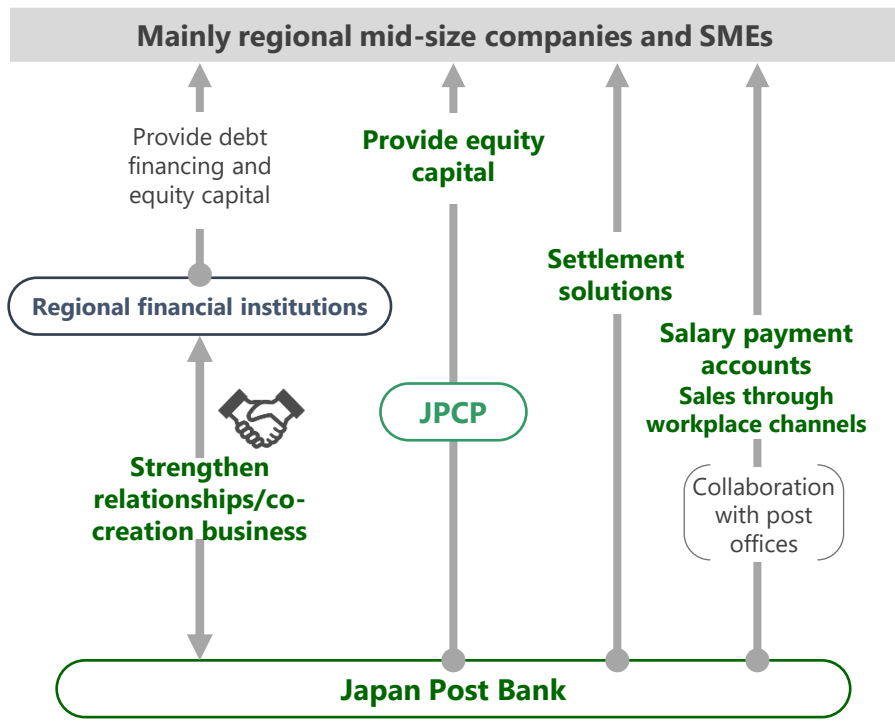 Mainly regional mid-size companies and SMEs
Provide debt
financing and
equity capital
Provide equity
capital
Settlement
solutions
Regional financial institutions
Salary payment
accounts
Sales through
workplace channels
JPCP
Strengthen
relationships/co-
creation business
Collaboration
with post
offices
Japan Post Bank